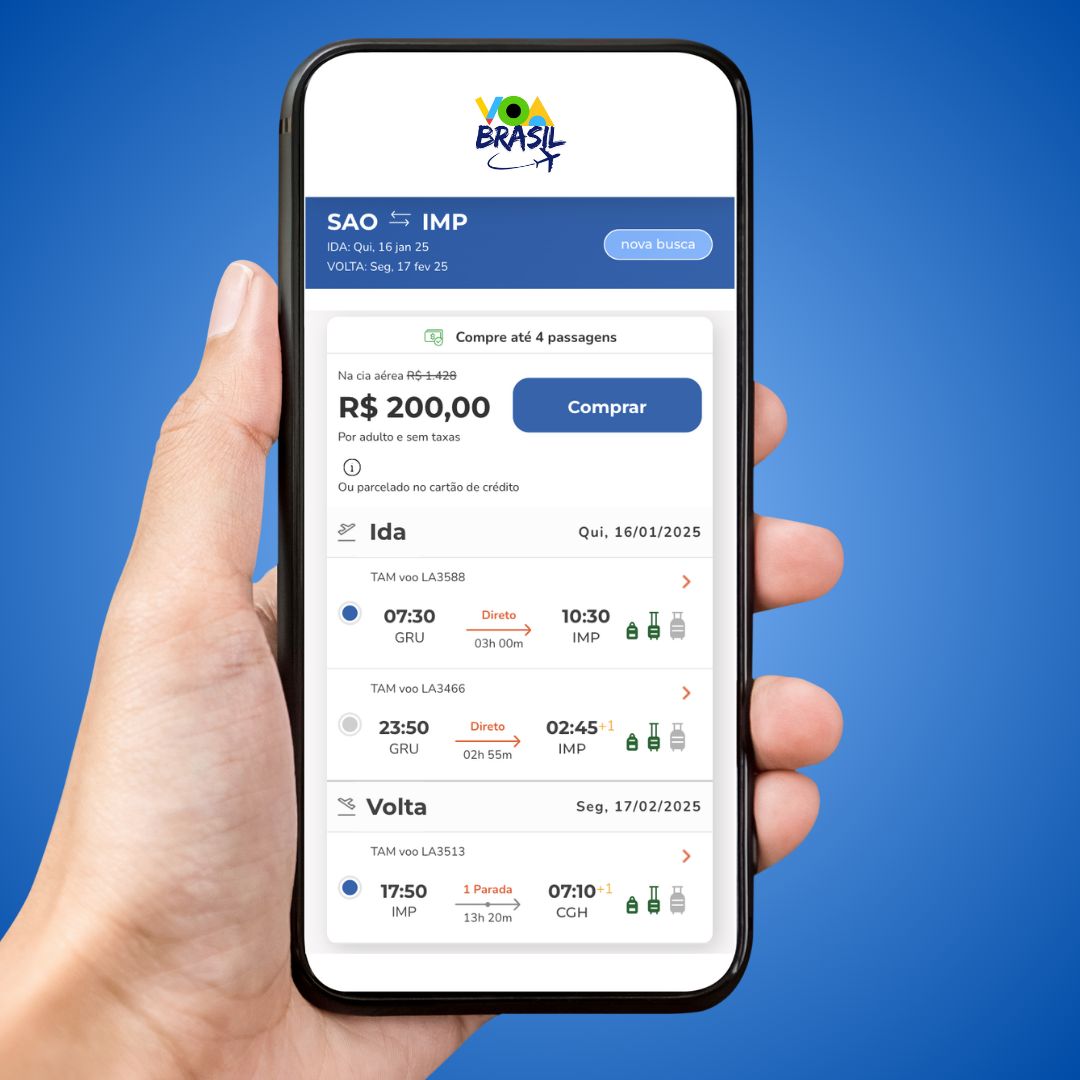 VOA
BRASIL
SAO IMP
IDA: Qui, 16 jan 25
VOLTA: Seg, 17 fev 25
nova busca
Compre até 4 passagens
Na cia aérea R$ 1.428
R$ 200,00
Comprar
Por adulto e sem taxas
Ou parcelado no cartão de crédito
Ida
Qui, 16/01/2025
TAM voo LA3588
07:30 Direto 10:30
GRU 03h 00m IMP
TAM voo LA3466
23:50 Direto 02:45+1
GRU 02h 55m IMP
Volta
Seg, 17/02/2025
TAM voo LA3513
17:50 1 Parada 07:10+1
IMP 13h 20m CGH